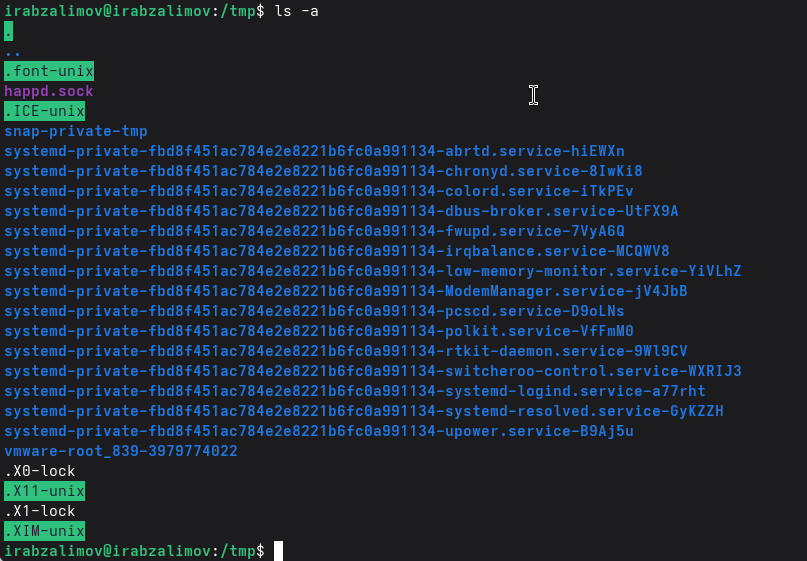 irabzalimov@irabzalimov:/tmp$ ls -a
.
..
.font-unix
happd.sock
.ICE-unix
snap-private-tmp
systemd-private-fbd8f451ac784e2e8221b6fc0a991134-abrtd.service-hiEWXn
systemd-private-fbd8f451ac784e2e8221b6fc0a991134-chronyd.service-8IwKi8
systemd-private-fbd8f451ac784e2e8221b6fc0a991134-colord.service-iTkPEv
systemd-private-fbd8f451ac784e2e8221b6fc0a991134-dbus-broker.service-UtFX9A
systemd-private-fbd8f451ac784e2e8221b6fc0a991134-fwupd.service-7VyA6Q
systemd-private-fbd8f451ac784e2e8221b6fc0a991134-irqbalance.service-MCQWV8
systemd-private-fbd8f451ac784e2e8221b6fc0a991134-low-memory-monitor.service-YiVLhZ
systemd-private-fbd8f451ac784e2e8221b6fc0a991134-ModemManager.service-jV4JbB
systemd-private-fbd8f451ac784e2e8221b6fc0a991134-pcscd.service-D9oLNs
systemd-private-fbd8f451ac784e2e8221b6fc0a991134-polkit.service-VfFmM0
systemd-private-fbd8f451ac784e2e8221b6fc0a991134-rtkit-daemon.service-9Wl9CV
systemd-private-fbd8f451ac784e2e8221b6fc0a991134-switcheroo-control.service-WXRIJ3
systemd-private-fbd8f451ac784e2e8221b6fc0a991134-systemd-logind.service-a77rht
systemd-private-fbd8f451ac784e2e8221b6fc0a991134-systemd-resolved.service-GyKZZH
systemd-private-fbd8f451ac784e2e8221b6fc0a991134-upower.service-B9Aj5u
vmware-root_839-3979774022
.X0-lock
.X11-unix
.X1-lock
.XIM-unix
irabzalimov@irabzalimov:/tmp$